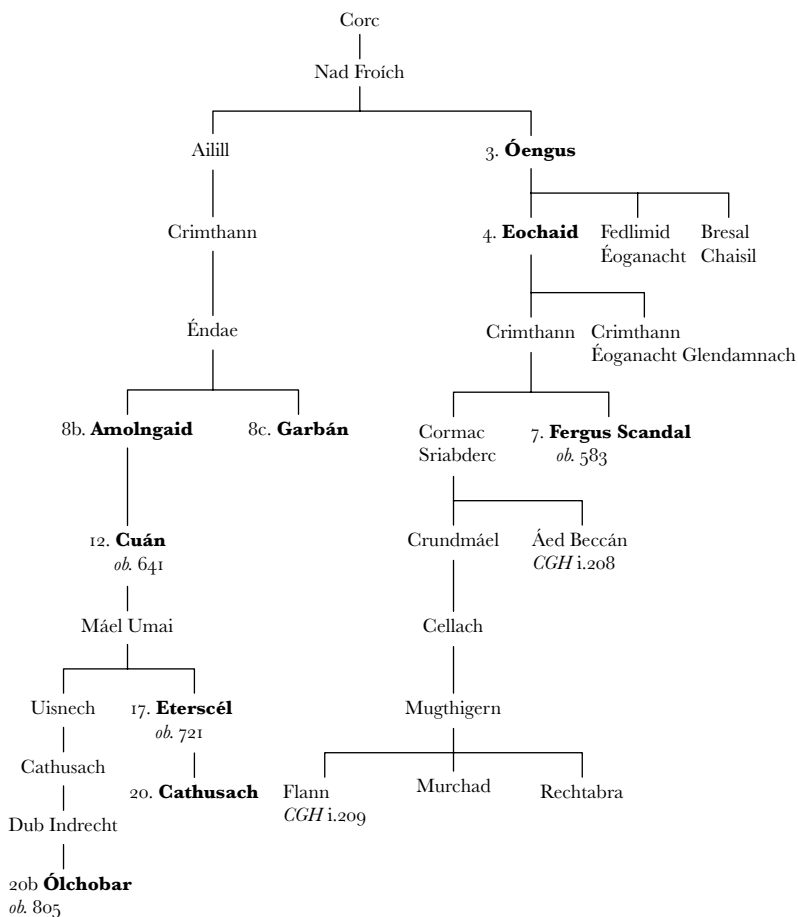 Corc
Nad Froích
Ailill
3. Óengus
Crimthann
4. Eochaid
Fedlimid
Éoganacht
Bresal
Chaisil
Éndae
Crimthann
Crimthann
Éoganacht Glendamnach
8b. Amolngaid
8c. Garbán
Cormac
Sriabderc
7. Fergus Scandal
ob. 583
12. Cuán
ob. 641
Crundmáel
Áed Beccán
CGH i.208
Máel Umai
Cellach
Uisnech
17. Eterscél
ob. 721
Mugthigern
Cathusach
20. Cathusach
Flann
CGH i.209
Murchad
Rechtabra
Dub Indrecht
20b Ólchobar
ob. 805